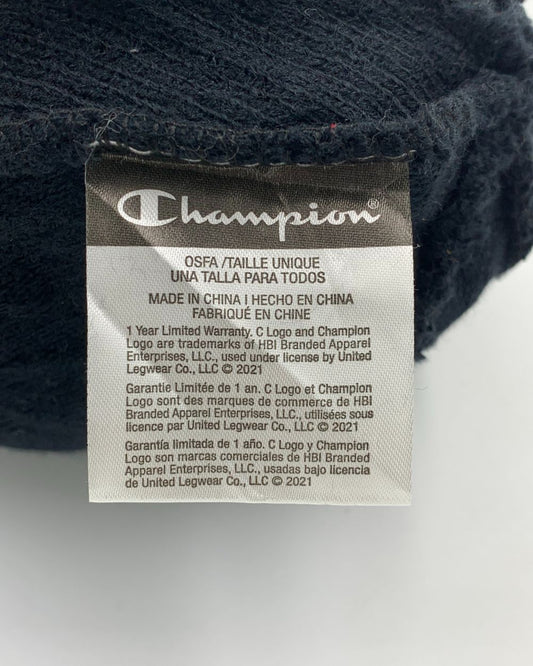 Champion®
OSFA /TAILLE UNIQUE
UNA TALLA PARA TODOS
MADE IN CHINA I HECHO EN CHINA
FABRIQUÉ EN CHINE
1 Year Limited Warranty. C Logo and Champion
Logo are trademarks of HBI Branded Apparel
Enterprises, LLC., used under license by United
Legwear Co., LLC © 2021
Garantie Limitée de 1 an. C Logo et Champion
Logo sont des marques de commerce de HBI
Branded Apparel Enterprises, LLC., utilisées sous
licence par United Legwear Co., LLC © 2021
Garantía limitada de 1 año. C Logo y Champion
Logo son marcas comerciales de HBI Branded
Apparel Enterprises, LLC., usadas bajo licencia
de United Legwear Co., LLC © 2021